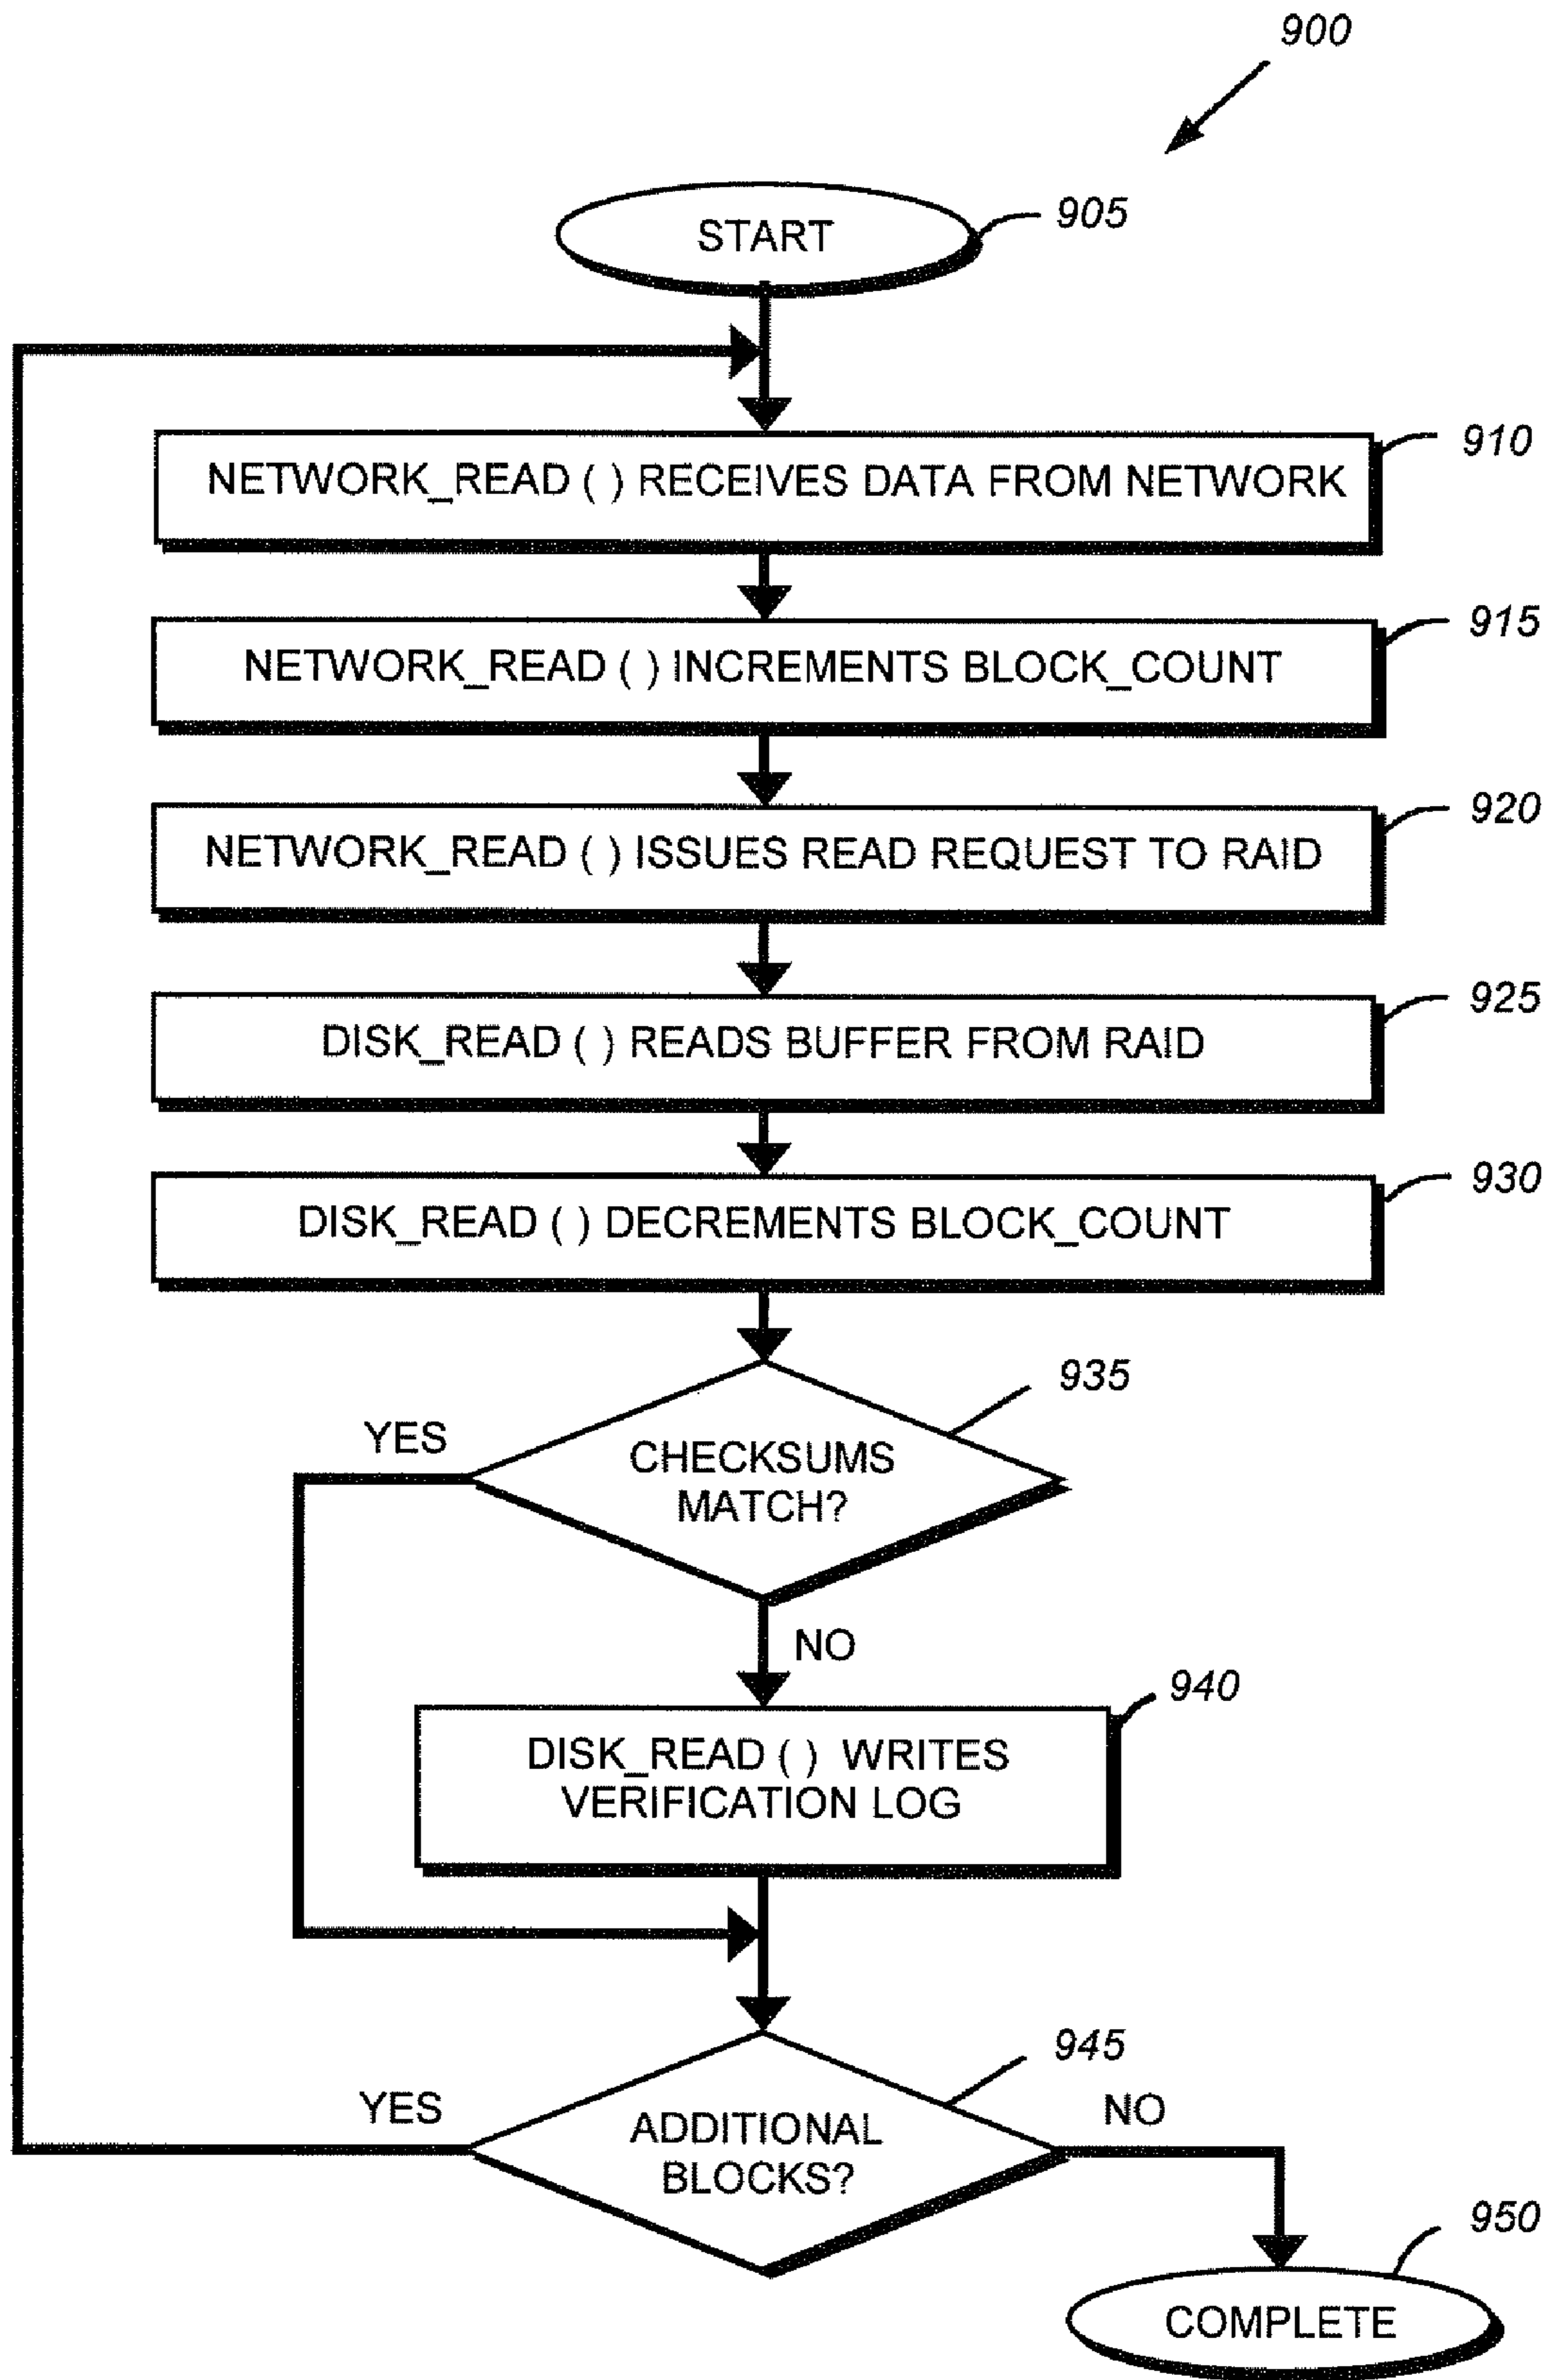 900
START
905
NETWORK_READ ( ) RECEIVES DATA FROM NETWORK
910
NETWORK_READ ( ) INCREMENTS BLOCK_COUNT
915
NETWORK_READ ( ) ISSUES READ REQUEST TO RAID
920
DISK_READ ( ) READS BUFFER FROM RAID
925
DISK_READ ( ) DECREMENTS BLOCK_COUNT
930
935
YES
CHECKSUMS
MATCH?
NO
940
DISK_READ ( ) WRITES
VERIFICATION LOG
945
YES
NO
ADDITIONAL
BLOCKS?
950
COMPLETE